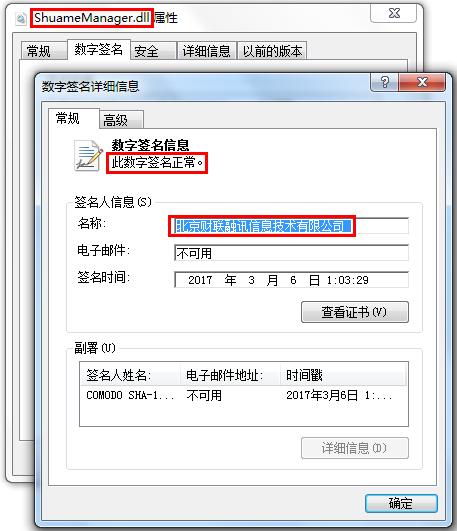 ShuameManager.dll 属性
常规 数字签名 安全 详细信息 以前的版本
数字签名详细信息
常规 高级
数字签名信息
此数字签名正常。
签名人信息(S)
名称: 北京财联融讯信息技术有限公司
电子邮件: 不可用
签名时间: 2017 年 3 月 6 日 1:03:29
查看证书(V)
副署(U)
签名人姓名: 电子邮件地址: 时间戳
COMODO SHA-1... 不可用 2017年3月6日 1:...
详细信息(D)
确定